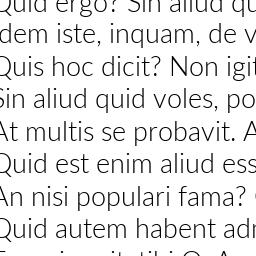 Quid ergo? Sin aliud qu
dem iste, inquam, de v
Quis hoc dicit? Non igit
Sin aliud quid voles, po
At multis se probavit. A
Quid est enim aliud ess
An nisi populari fama?
Quid autem habent adr